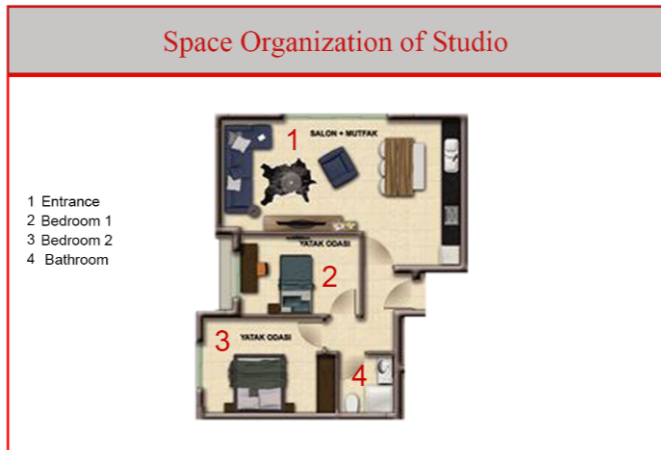 Space Organization of Studio
1 Entrance
2 Bedroom 1
3 Bedroom 2
4 Bathroom
1
SALON + MUTFAK
YATAK ODASI
2
3
YATAK ODASI
4